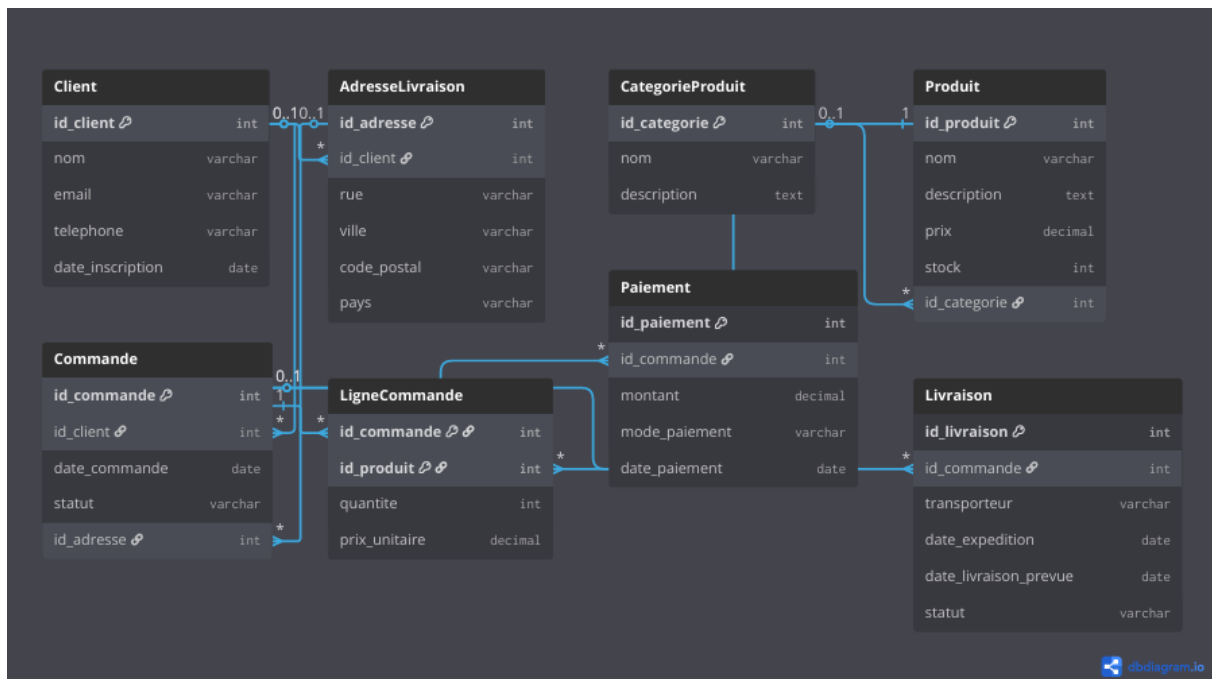 Client
id_client int
nom varchar
email varchar
telephone varchar
date_inscription date
0..1
0..1
*
AdresseLivraison
id_adresse int
id_client int
rue varchar
ville varchar
code_postal varchar
pays varchar
CategorieProduit
id_categorie int
nom varchar
description text
0..1
1
*
Produit
id_produit int
nom varchar
description text
prix decimal
stock int
id_categorie int
Commande
id_commande int
id_client int
date_commande date
statut varchar
id_adresse int
0..1
1
*
*
*
LigneCommande
id_commande int
id_produit int
quantite int
prix_unitaire decimal
*
*
Paiement
id_paiement int
id_commande int
montant decimal
mode_paiement varchar
date_paiement date
*
Livraison
id_livraison int
id_commande int
transporteur varchar
date_expedition date
date_livraison_prevue date
statut varchar
dbdiagram.io